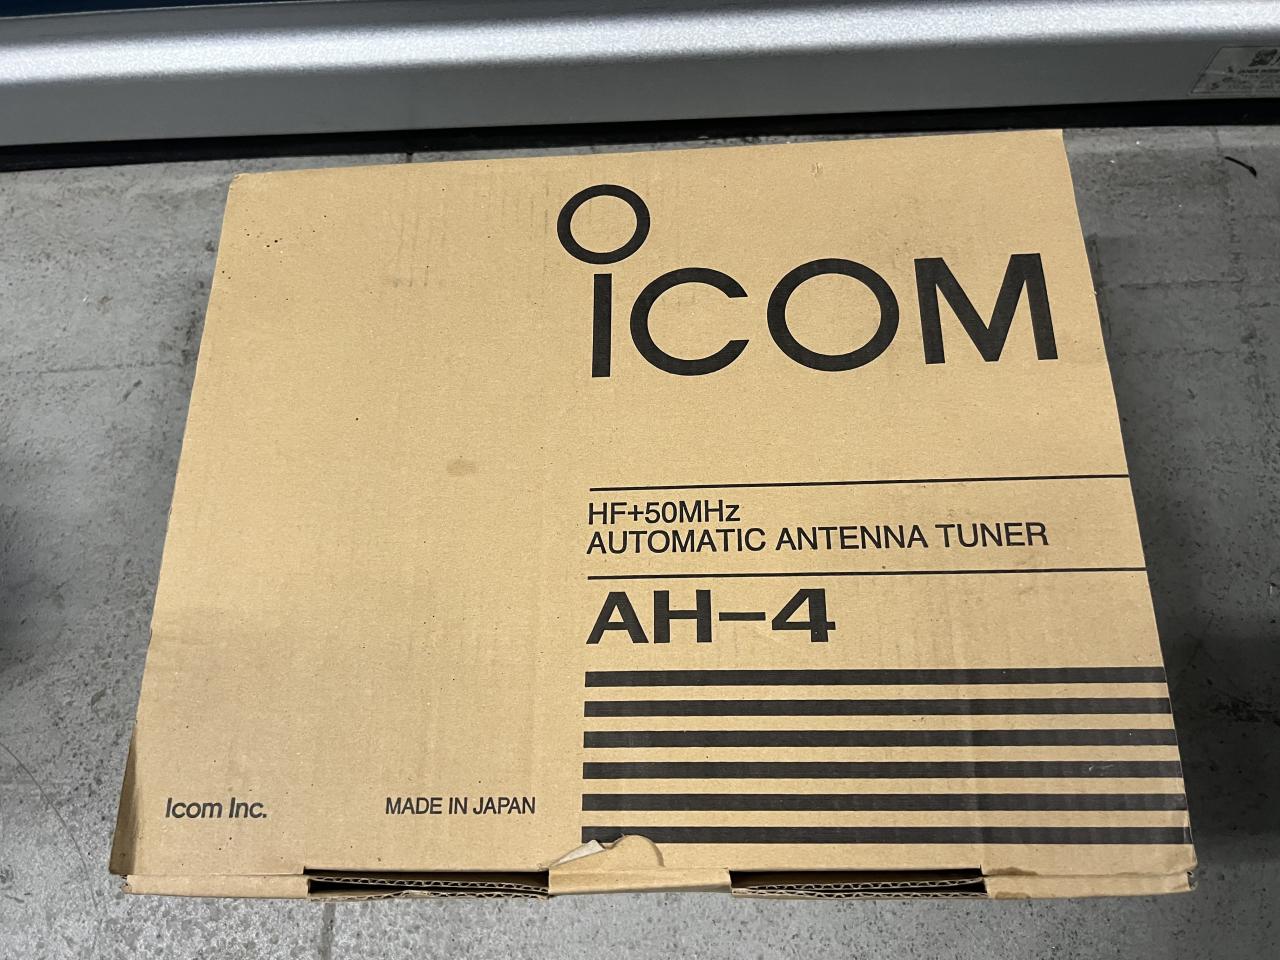 ICOM
HF+50MHz
AUTOMATIC ANTENNA TUNER
AH-4
Icom Inc.
MADE IN JAPAN